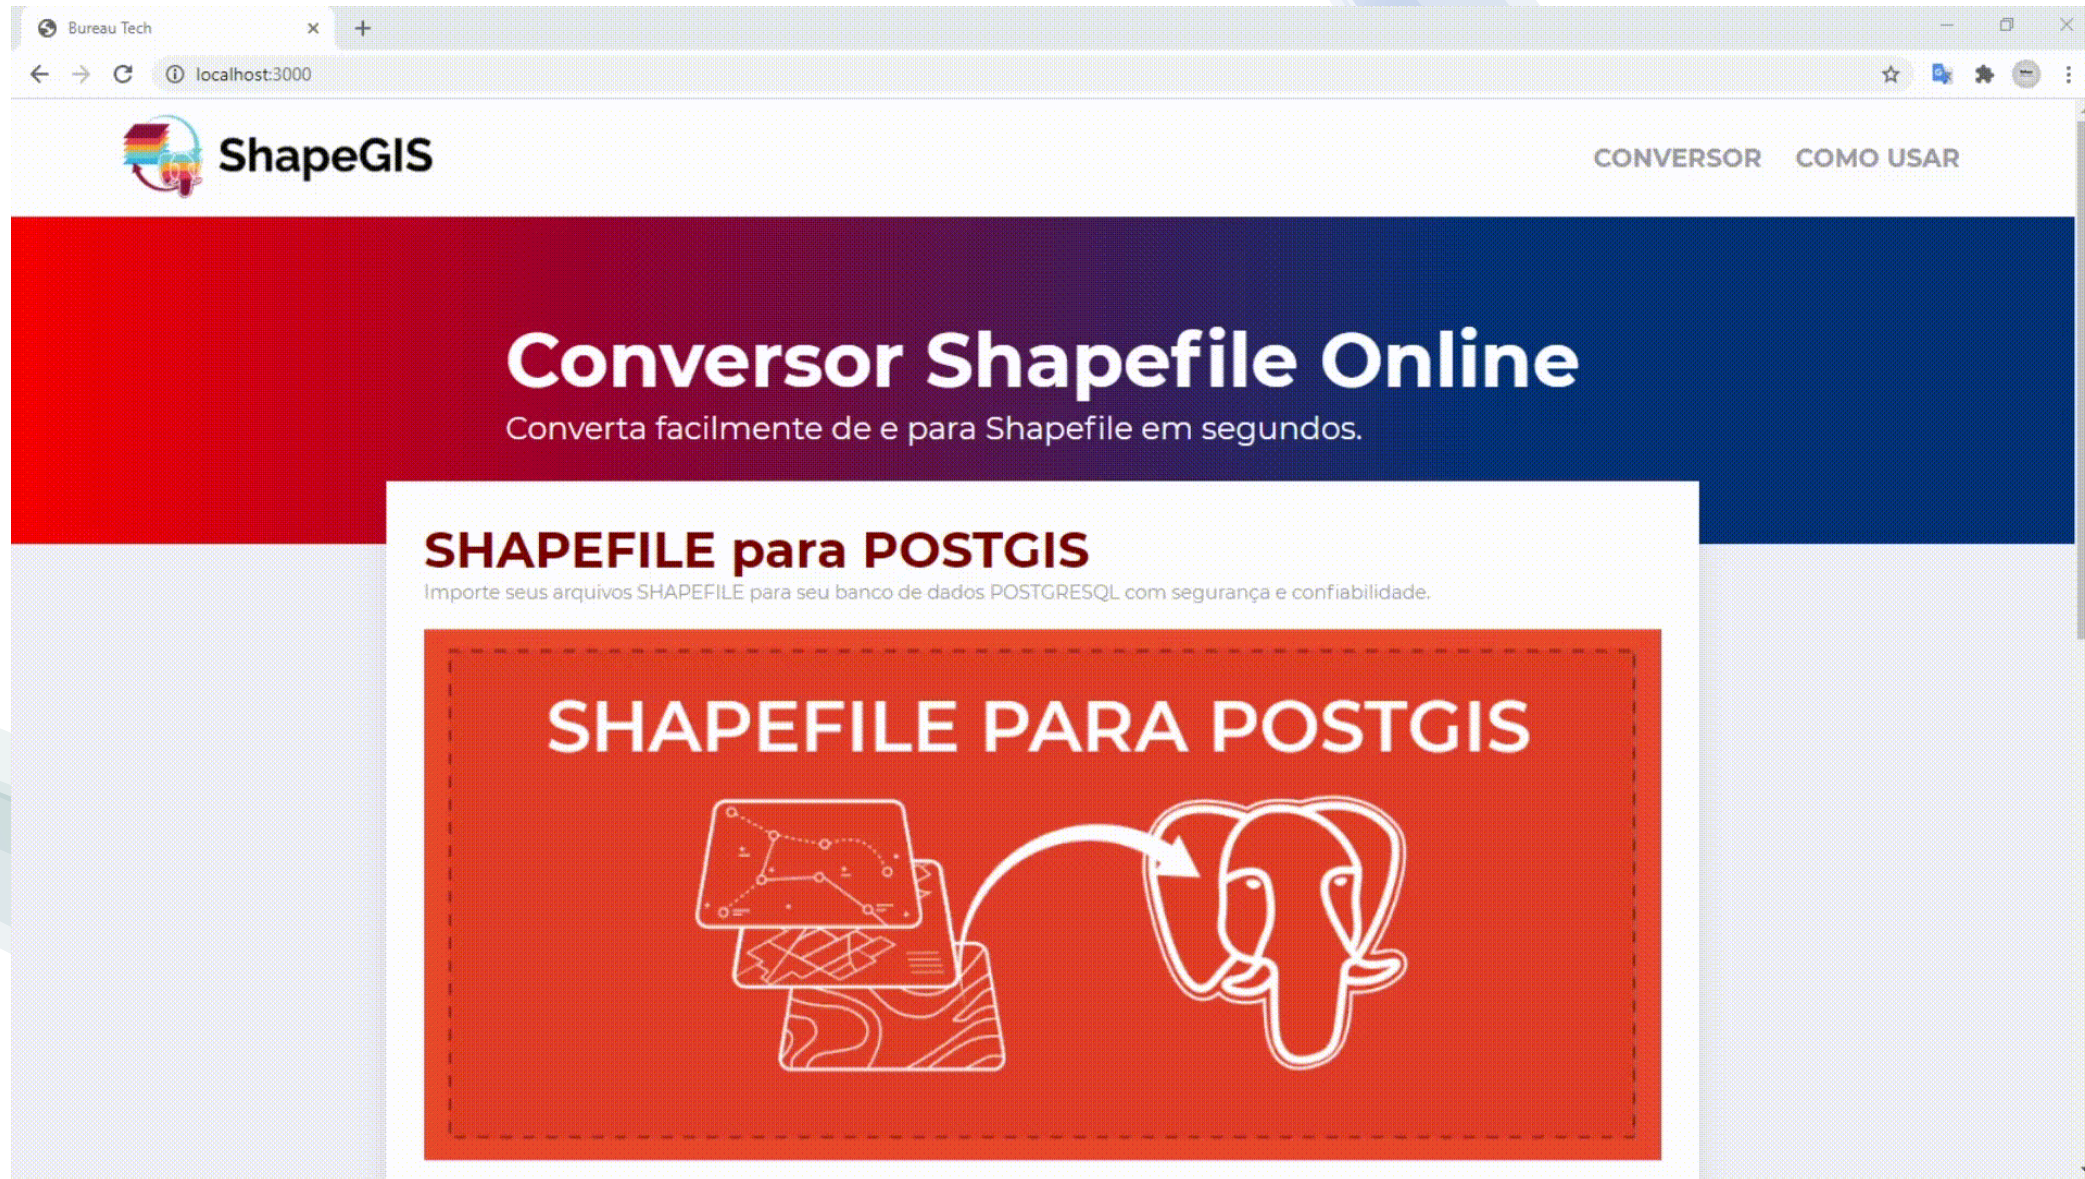 Bureau Tech
localhost:3000
ShapeGIS
CONVERSOR COMO USAR
Conversor Shapefile Online
Converta facilmente de e para Shapefile em segundos.
SHAPEFILE para POSTGIS
Importe seus arquivos SHAPEFILE para seu banco de dados POSTGRESQL com segurança e confiabilidade.
SHAPEFILE PARA POSTGIS